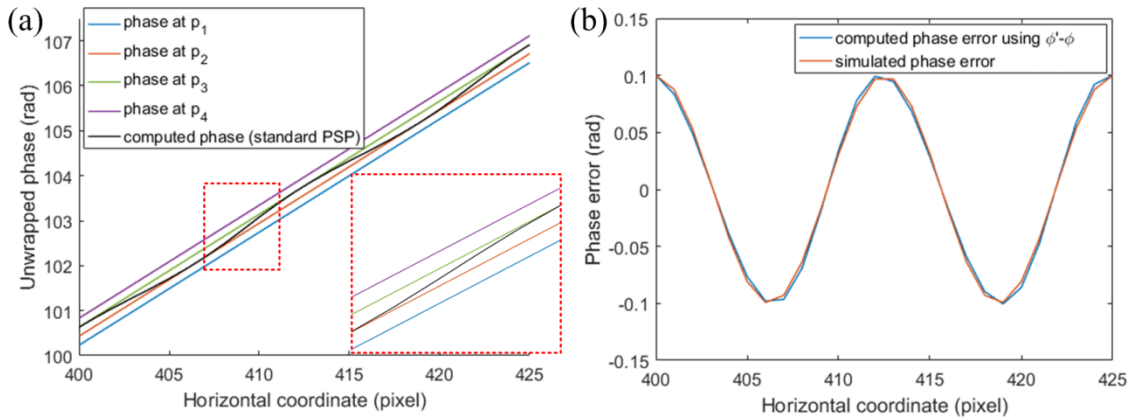 (a)
phase at p1
phase at p2
phase at p3
phase at p4
computed phase (standard PSP)
107
106
105
104
103
102
101
100
Unwrapped phase (rad)
400
405
410
415
420
425
Horizontal coordinate (pixel)
(b)
computed phase error using ϕ'-ϕ
simulated phase error
0.15
0.1
0.05
0
-0.05
-0.1
-0.15
Phase error (rad)
400
405
410
415
420
425
Horizontal coordinate (pixel)